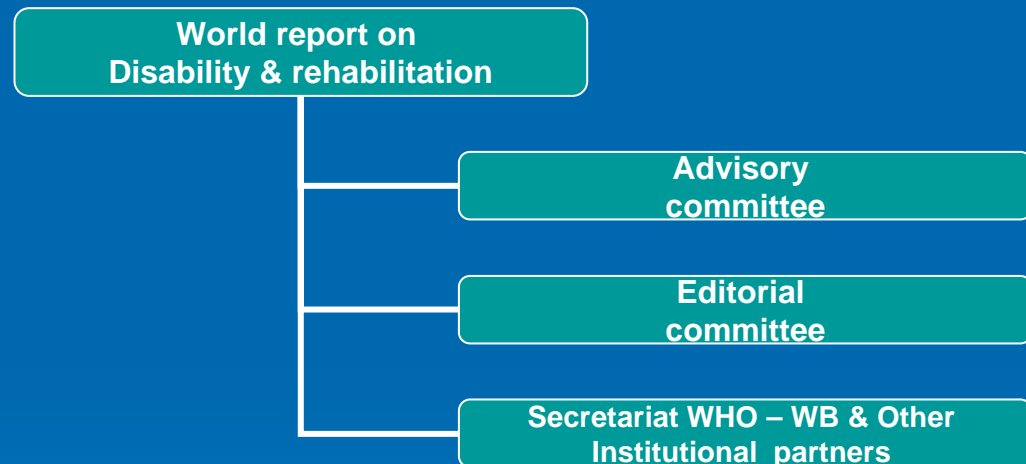 World report on
Disability & rehabilitation
Advisory
committee
Editorial
committee
Secretariat WHO – WB & Other
Institutional partners